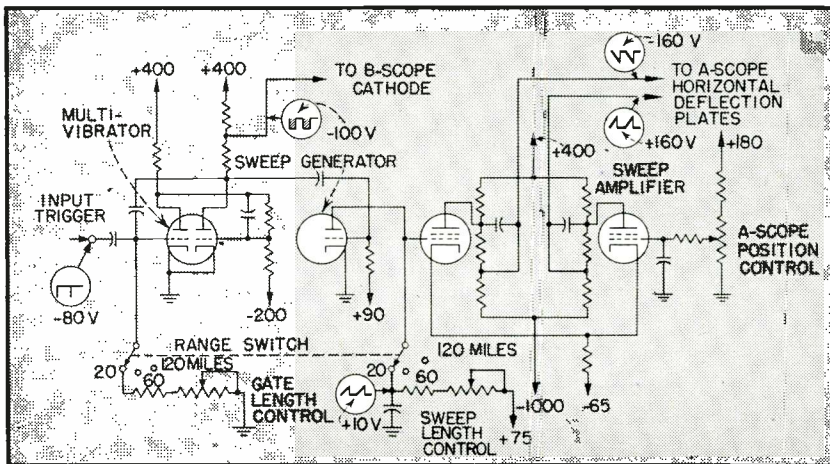 -160 V
+400
+400
TO B-SCOPE
CATHODE
TO A-SCOPE
HORIZONTAL
DEFLECTION
PLATES
MULTI-
VIBRATOR
-100 V
+160V
+400
+180
SWEEP GENERATOR
SWEEP
AMPLIFIER
INPUT
TRIGGER
A-SCOPE
POSITION
CONTROL
-80 V
-200
+90
RANGE SWITCH
120 MILES
120 MILES
20
60
20
60
GATE
LENGTH
CONTROL
+10V
SWEEP
LENGTH
CONTROL
+75
-1000
-65